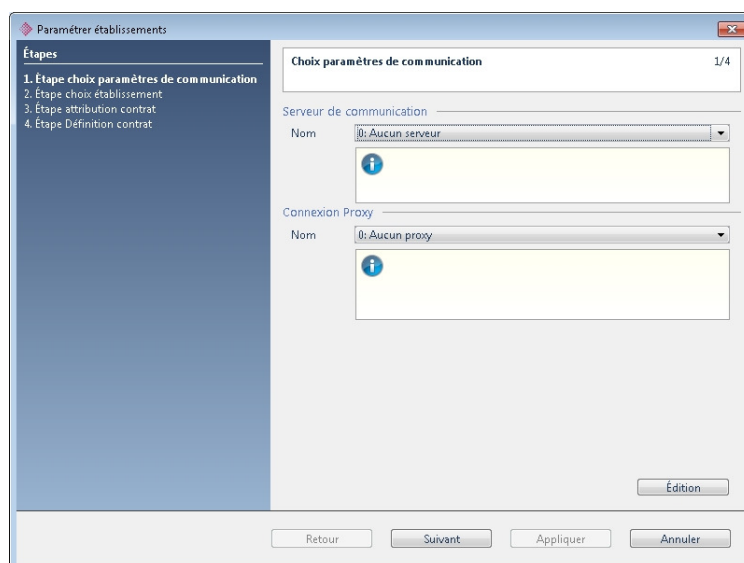 Paramétrer établissements
Étapes
1. Étape choix paramètres de communication
2. Étape choix établissement
3. Étape attribution contrat
4. Étape Définition contrat
Choix paramètres de communication 1/4
Serveur de communication
Nom 0: Aucun serveur
Connexion Proxy
Nom 0: Aucun proxy
Édition
Retour Suivant Appliquer Annuler